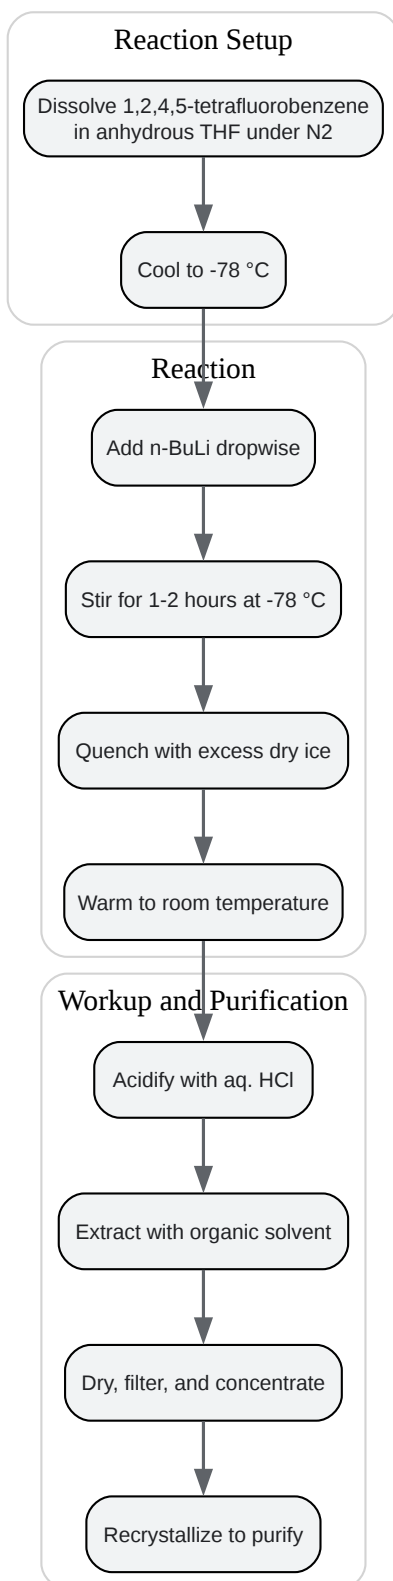 Reaction Setup
Dissolve 1,2,4,5-tetrafluorobenzene
in anhydrous THF under N2
Cool to -78 °C
Reaction
Add n-BuLi dropwise
Stir for 1-2 hours at -78 °C
Quench with excess dry ice
Warm to room temperature
Workup and Purification
Acidify with aq. HCl
Extract with organic solvent
Dry, filter, and concentrate
Recrystallize to purify